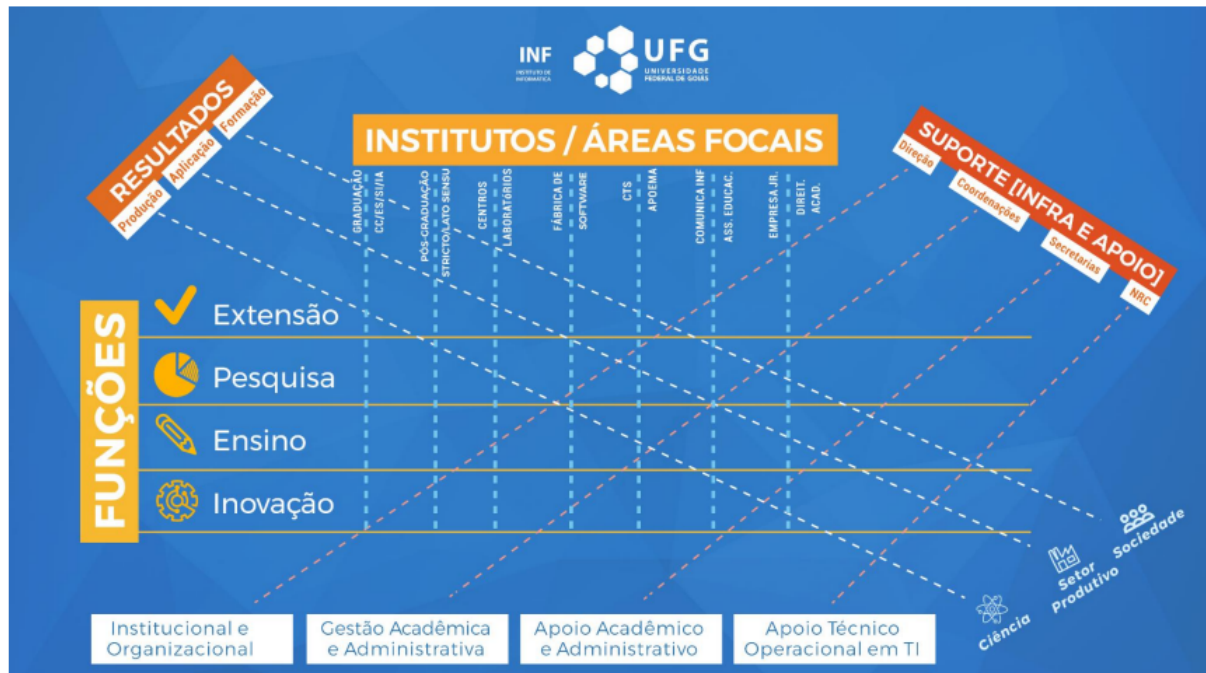 INF
INSTITUTO DE
INFORMÁTICA
UFG
UNIVERSIDADE
FEDERAL DE GOIÁS
RESULTADOS
Produção
Aplicação
Formação
INSTITUTOS / ÁREAS FOCAIS
GRADUAÇÃO
CC/ES/SI/IA
PÓS-GRADUAÇÃO
STRICTO/LATO SENSU
CENTROS
LABORATÓRIOS
FÁBRICA DE
SOFTWARE
CTS
APOEMA
COMUNICA INF
ASS. EDUCAC.
EMPRESA JR.
DIREIT.
ACAD.
SUPORTE [INFRA E APOIO]
Direção
Coordenações
Secretarias
NRC
FUNÇÕES
Extensão
Pesquisa
Ensino
Inovação
Sociedade
Setor
Produtivo
Ciência
Institucional e
Organizacional
Gestão Acadêmica
e Administrativa
Apoio Acadêmico
e Administrativo
Apoio Técnico
Operacional em TI